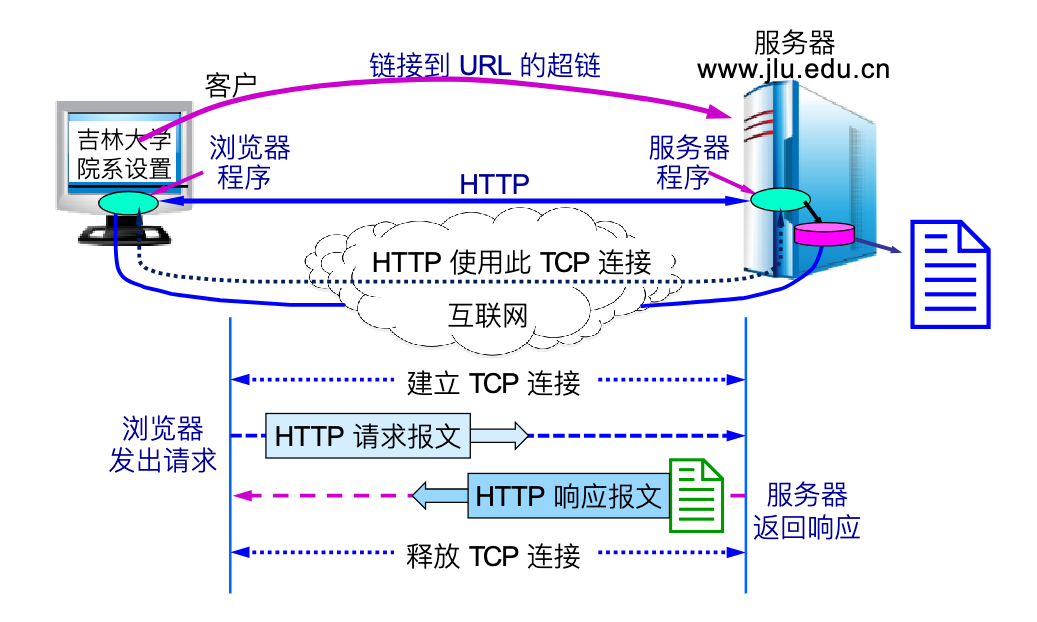 服务器
www.jlu.edu.cn
链接到 URL 的超链
客户
吉林大学
院系设置
浏览器
程序
服务器
程序
HTTP
HTTP 使用此 TCP 连接
互联网
建立 TCP 连接
浏览器
发出请求
HTTP 请求报文
HTTP 响应报文
服务器
返回响应
释放 TCP 连接